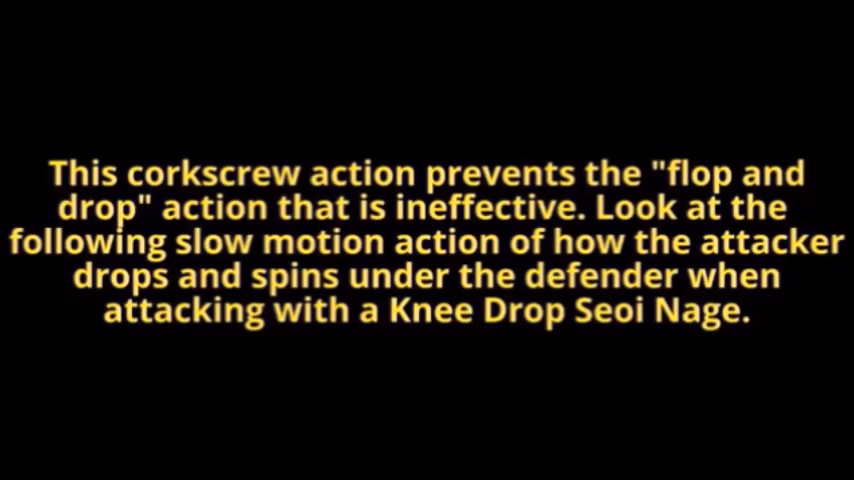 This corkscrew action prevents the "flop and
drop" action that is ineffective. Look at the
following slow motion action of how the attacker
drops and spins under the defender when
attacking with a Knee Drop Seoi Nage.